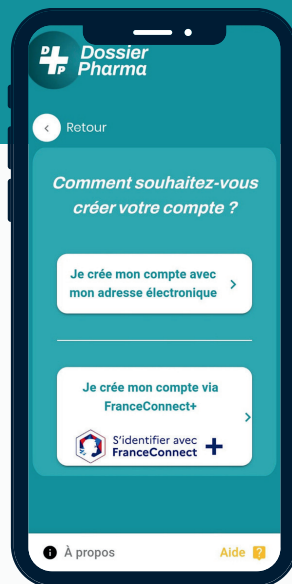 DP
Dossier
Pharma
Retour
Comment souhaitez-vous
créer votre compte ?
Je crée mon compte avec
mon adresse électronique
Je crée mon compte via
FranceConnect+
S'identifier avec
FranceConnect +
À propos
Aide